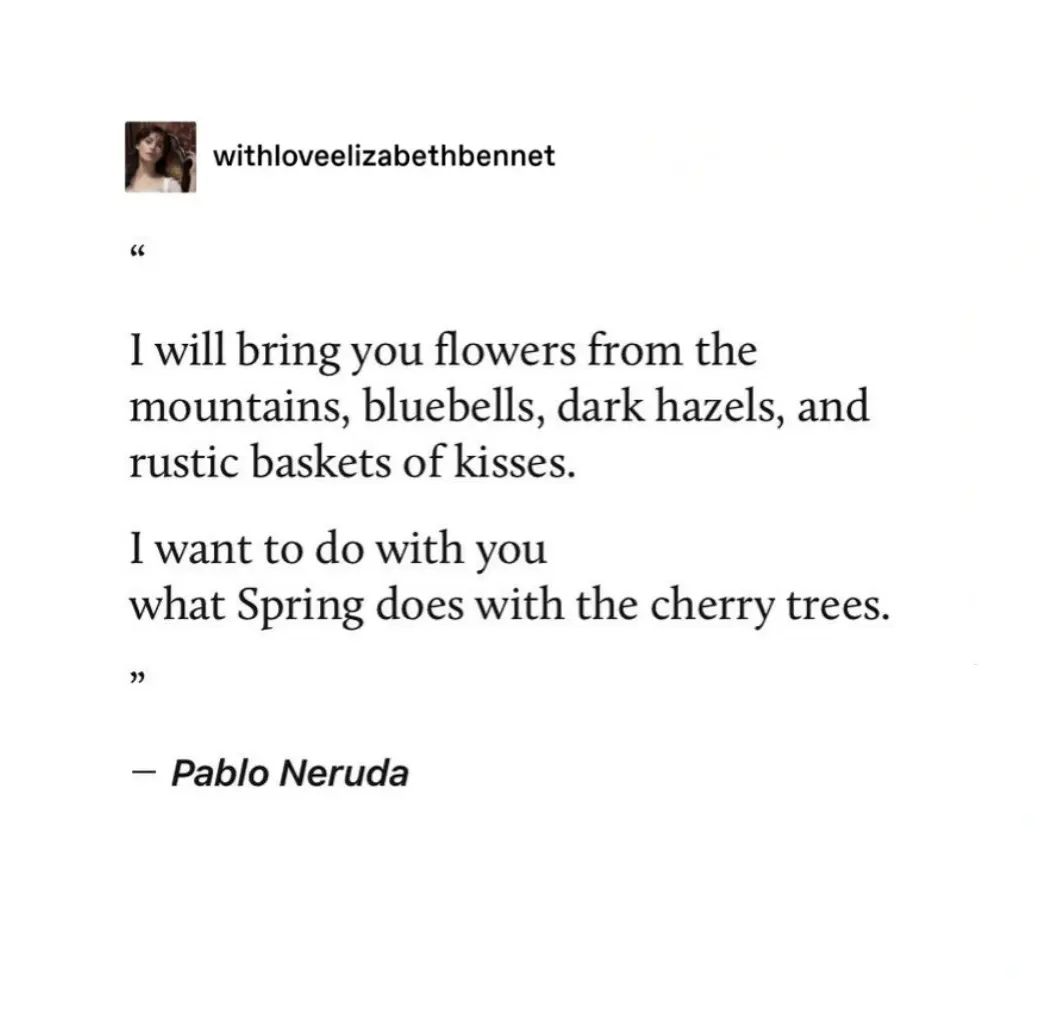 withloveelizabethbennet
“
I will bring you flowers from the
mountains, bluebells, dark hazels, and
rustic baskets of kisses.
I want to do with you
what Spring does with the cherry trees.
”
— Pablo Neruda